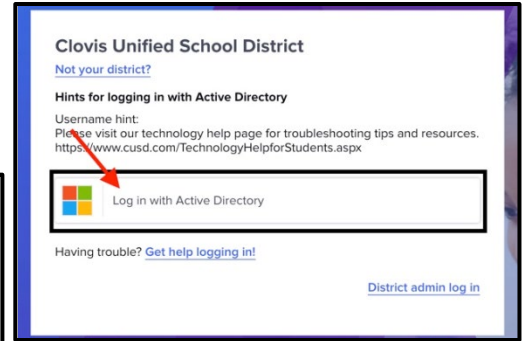 Clovis Unified School District
Not your district?
Hints for logging in with Active Directory
Username hint:
Please visit our technology help page for troubleshooting tips and resources.
https://www.cusd.com/TechnologyHelpforStudents.aspx
Log in with Active Directory
Having trouble? Get help logging in!
District admin log in